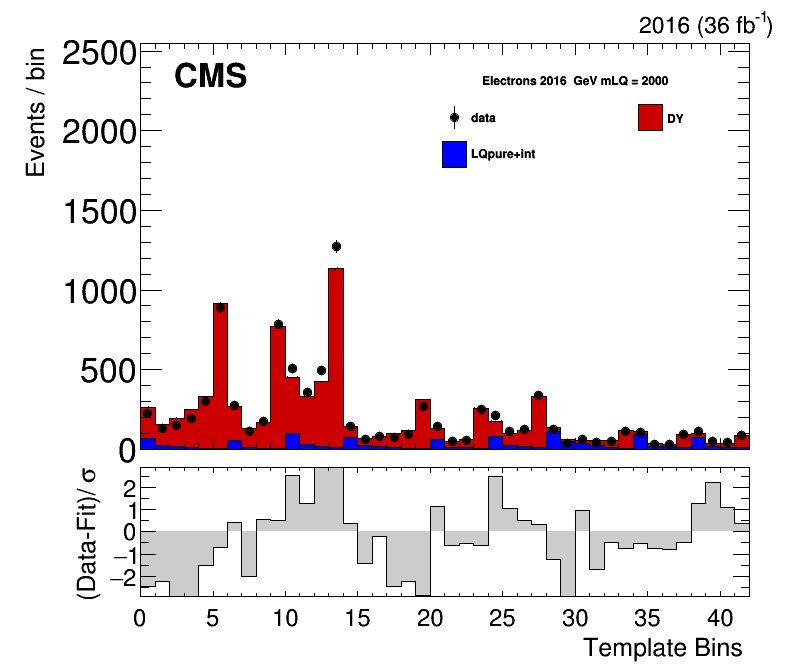 2016 (36 fb-1)
Events / bin
2500
2000
1500
1000
500
0
CMS
Electrons 2016 GeV mLQ = 2000
data
DY
LQpure+int
(Data-Fit)/ σ
2
1
0
−1
−2
0 5 10 15 20 25 30 35 40
Template Bins